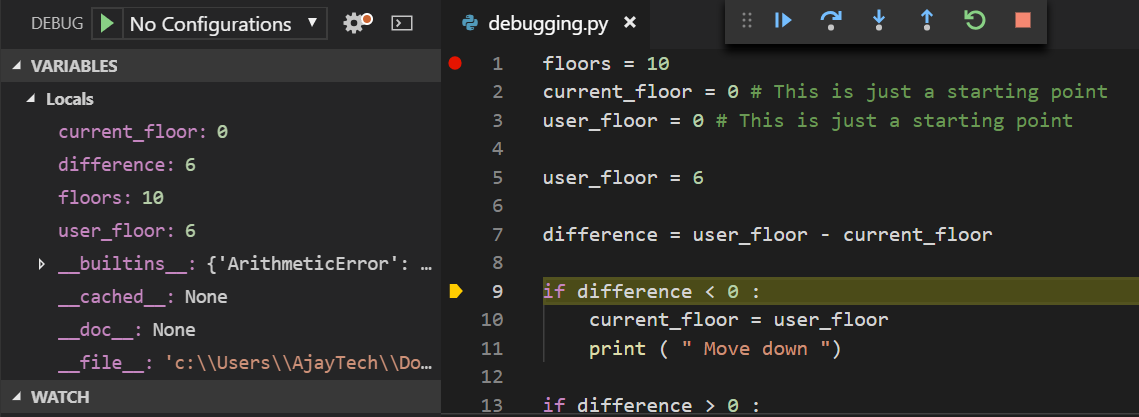 DEBUG No Configurations
VARIABLES
Locals
current_floor: 0
difference: 6
floors: 10
user_floor: 6
__builtins__: {'ArithmeticError': …
__cached__: None
__doc__: None
__file__: 'c:\\Users\\AjayTech\\Do…
WATCH
debugging.py
1 floors = 10
2 current_floor = 0 # This is just a starting point
3 user_floor = 0 # This is just a starting point
4
5 user_floor = 6
6
7 difference = user_floor - current_floor
8
9 if difference < 0 :
10     current_floor = user_floor
11     print ( " Move down ")
12
13 if difference > 0 :